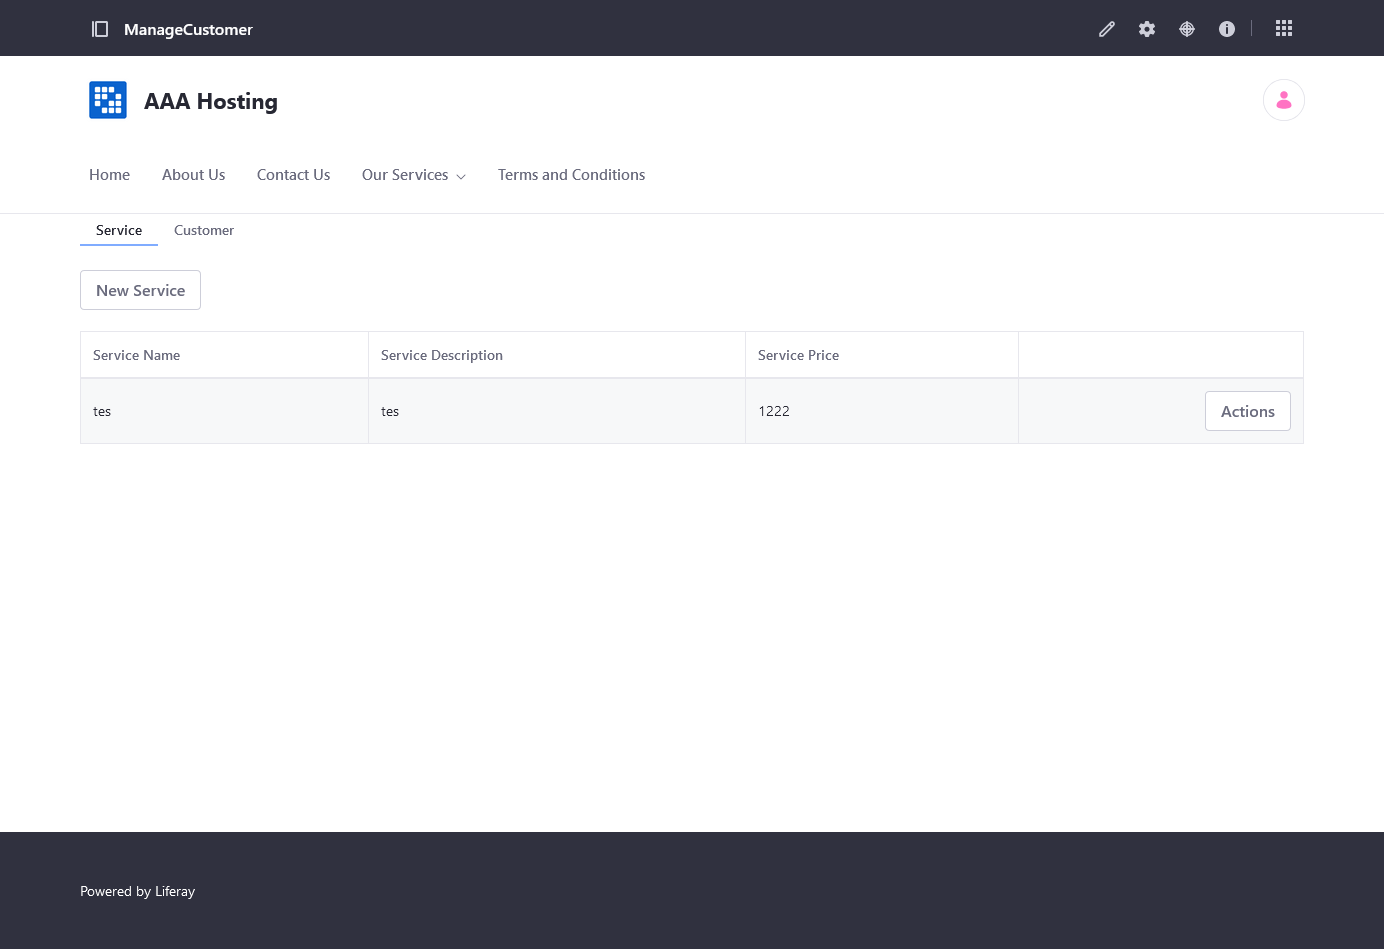 ManageCustomer
AAA Hosting
Home About Us Contact Us Our Services Terms and Conditions
Service Customer
New Service
Service Name Service Description Service Price
tes tes 1222 Actions
Powered by Liferay